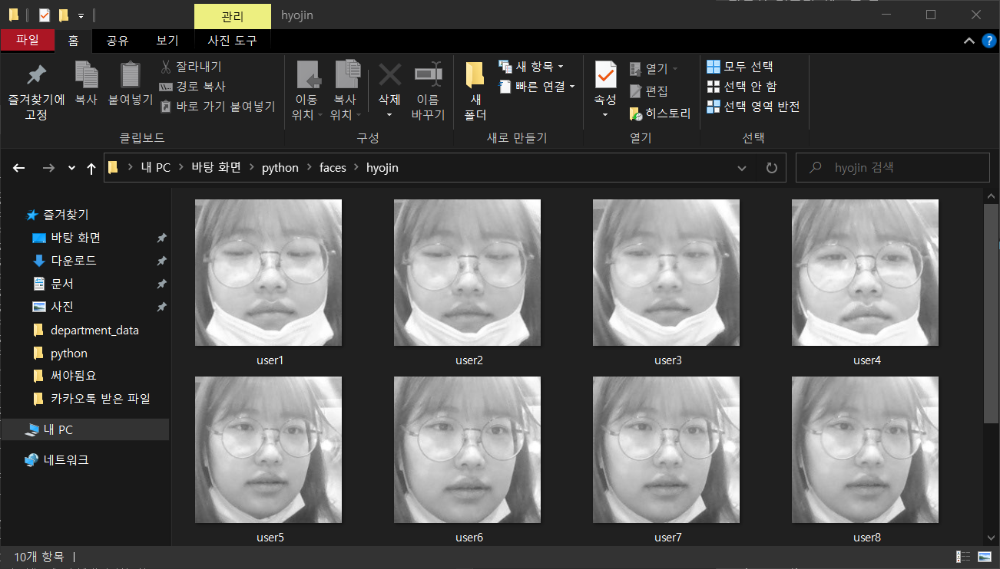 관리
hyojin
파일
홈
공유
보기
사진 도구
즐겨찾기에
고정
복사
붙여넣기
잘라내기
경로 복사
바로 가기 붙여넣기
클립보드
이동
위치
복사
위치
삭제
이름
바꾸기
구성
새
폴더
새 항목
빠른 연결
새로 만들기
속성
열기
편집
히스토리
열기
모두 선택
선택 안 함
선택 영역 반전
선택
내 PC > 바탕 화면 > python > faces > hyojin
hyojin 검색
즐겨찾기
바탕 화면
다운로드
문서
사진
department_data
python
써야됨요
카카오톡 받은 파일
내 PC
네트워크
user1
user2
user3
user4
user5
user6
user7
user8
10개 항목